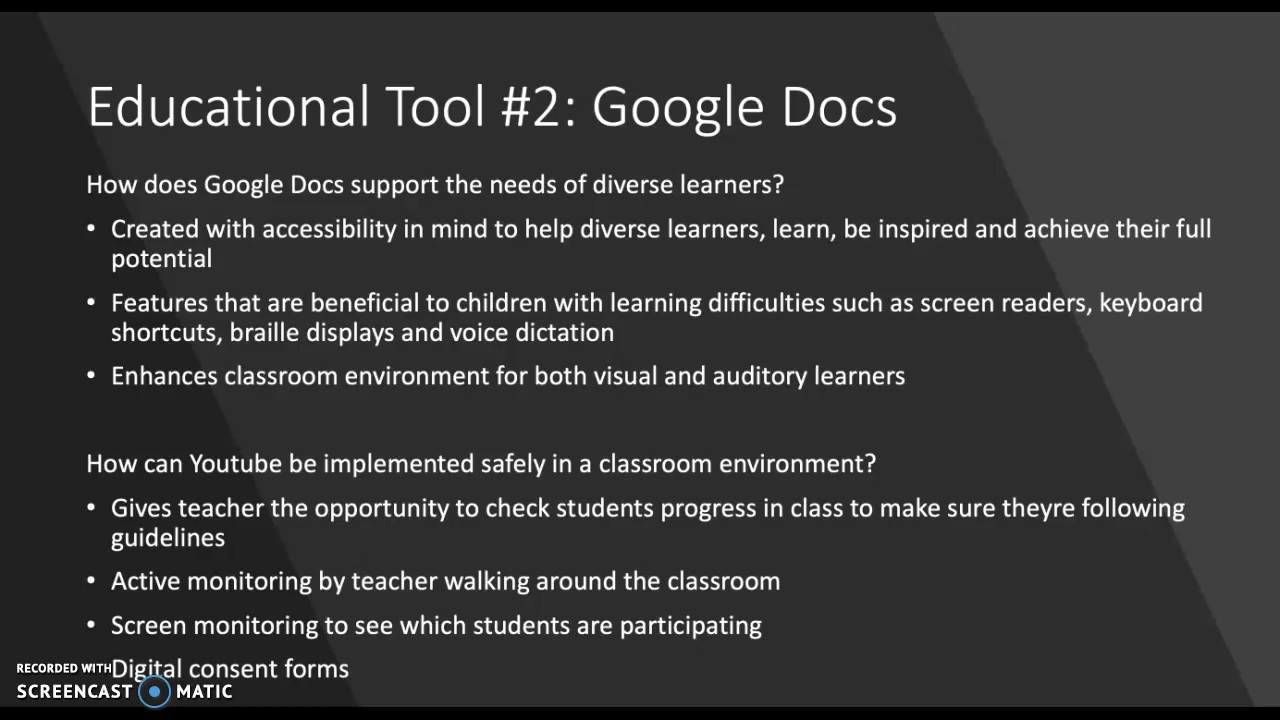 Educational Tool #2: Google Docs
How does Google Docs support the needs of diverse learners?
• Created with accessibility in mind to help diverse learners, learn, be inspired and achieve their full
potential
• Features that are beneficial to children with learning difficulties such as screen readers, keyboard
shortcuts, braille displays and voice dictation
• Enhances classroom environment for both visual and auditory learners
How can Youtube be implemented safely in a classroom environment?
• Gives teacher the opportunity to check students progress in class to make sure theyre following
guidelines
• Active monitoring by teacher walking around the classroom
• Screen monitoring to see which students are participating
Digital consent forms
RECORDED WITH
SCREENCAST MATIC